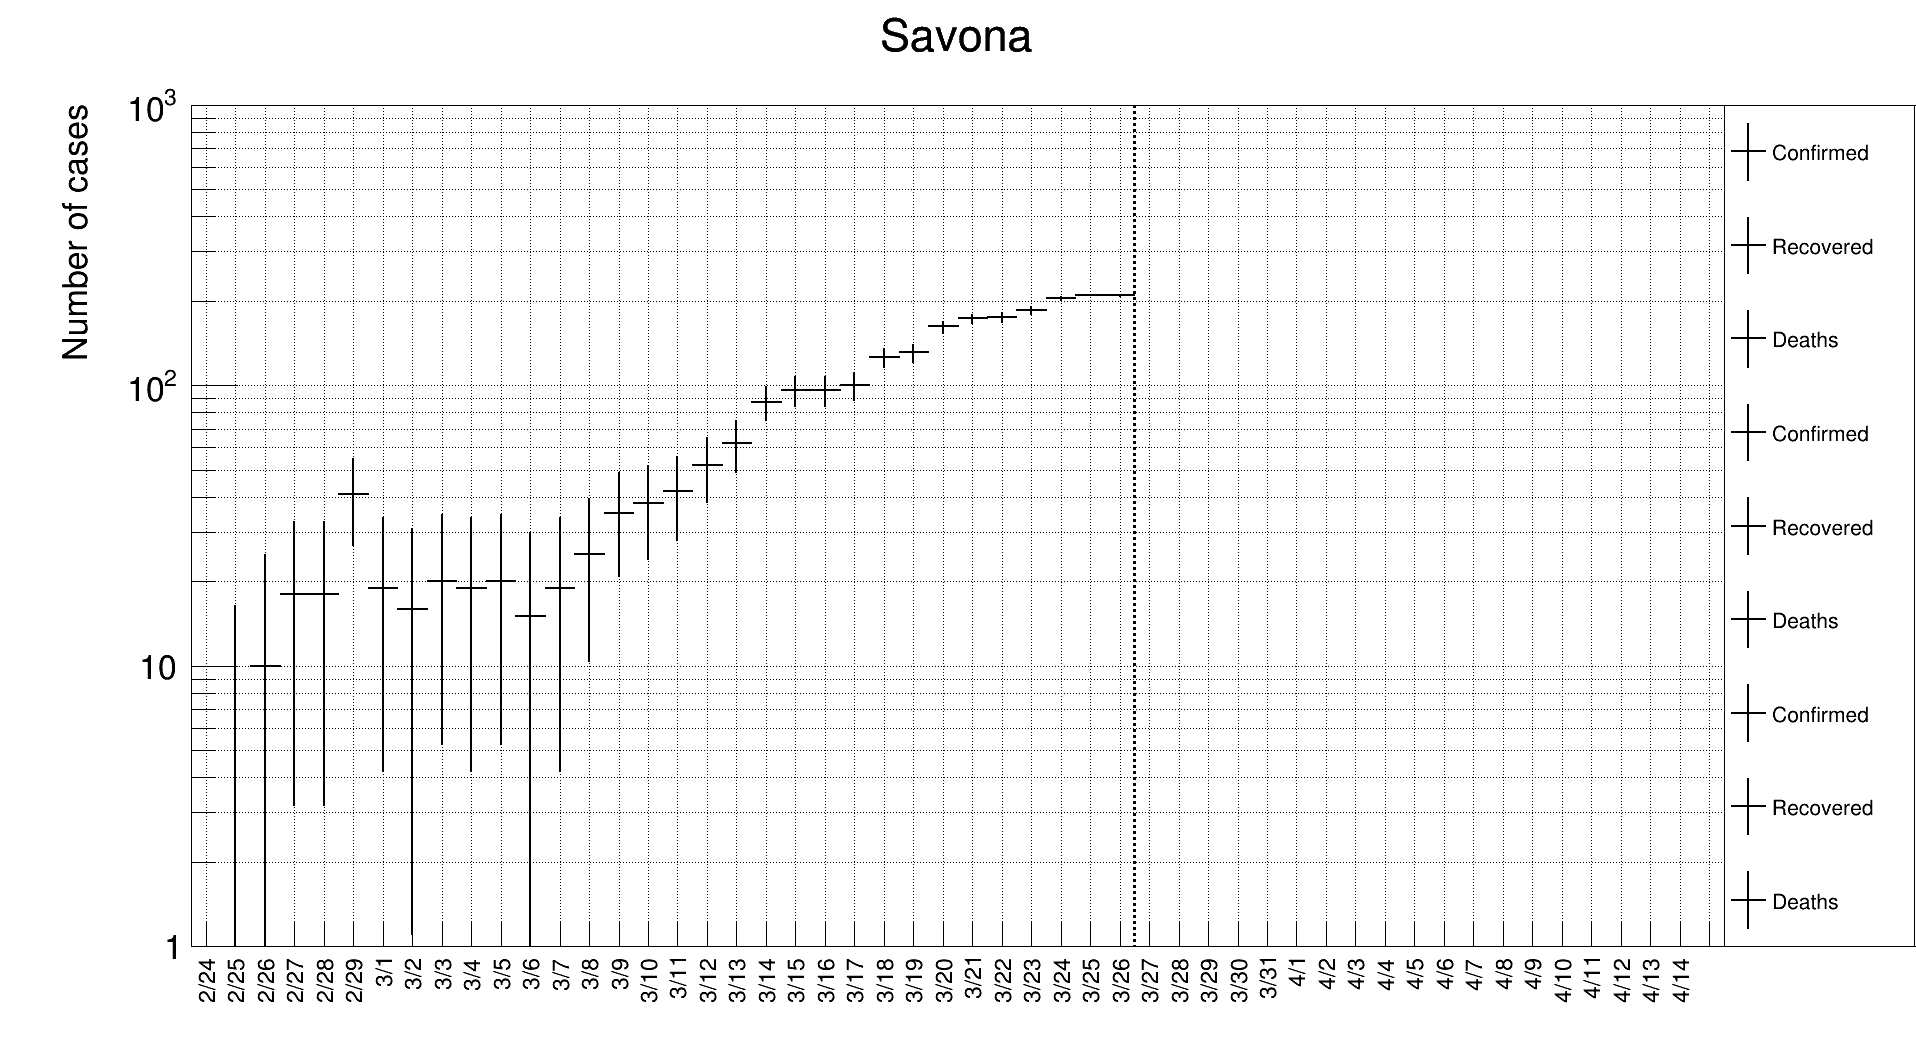 Savona
Number of cases
10³
10²
10
1
2/24 2/25 2/26 2/27 2/28 2/29 3/1 3/2 3/3 3/4 3/5 3/6 3/7 3/8 3/9 3/10 3/11 3/12 3/13 3/14 3/15 3/16 3/17 3/18 3/19 3/20 3/21 3/22 3/23 3/24 3/25 3/26 3/27 3/28 3/29 3/30 3/31 4/1 4/2 4/3 4/4 4/5 4/6 4/7 4/8 4/9 4/10 4/11 4/12 4/13 4/14
Confirmed
Recovered
Deaths
Confirmed
Recovered
Deaths
Confirmed
Recovered
Deaths